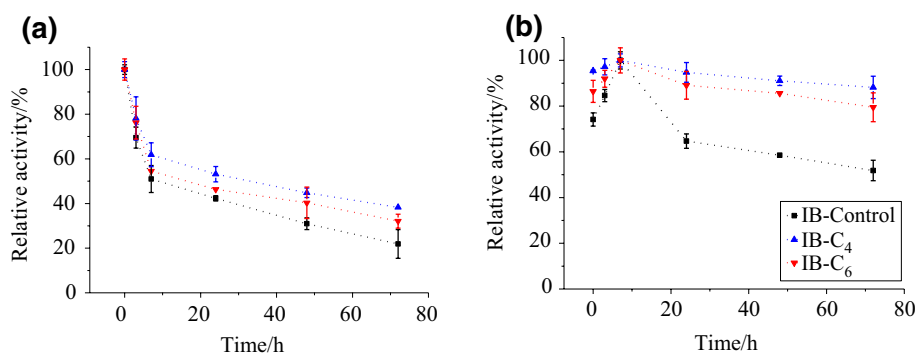 (a)
Relative activity/%
100
80
60
40
20
0
0 20 40 60 80
Time/h
(b)
Relative activity/%
100
80
60
40
20
0
0 20 40 60 80
Time/h
IB-Control
IB-C₄
IB-C₆